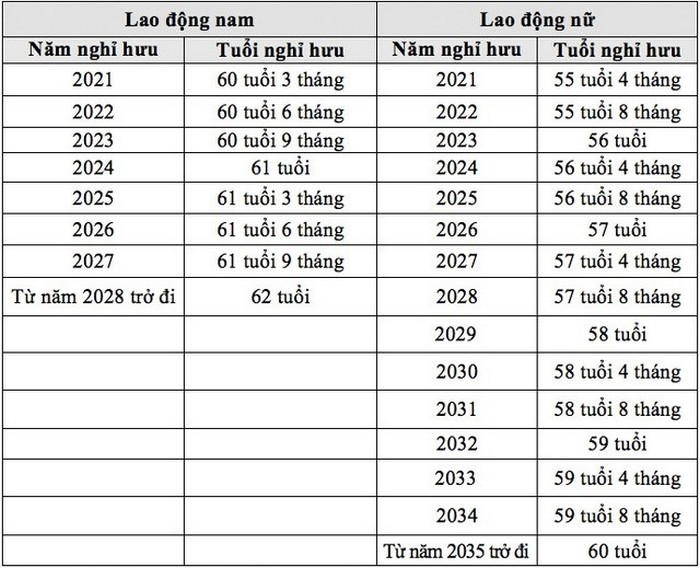 Lao động nam Lao động nữ
Năm nghỉ hưu Tuổi nghỉ hưu Năm nghỉ hưu Tuổi nghỉ hưu
2021 60 tuổi 3 tháng 2021 55 tuổi 4 tháng
2022 60 tuổi 6 tháng 2022 55 tuổi 8 tháng
2023 60 tuổi 9 tháng 2023 56 tuổi
2024 61 tuổi 2024 56 tuổi 4 tháng
2025 61 tuổi 3 tháng 2025 56 tuổi 8 tháng
2026 61 tuổi 6 tháng 2026 57 tuổi
2027 61 tuổi 9 tháng 2027 57 tuổi 4 tháng
Từ năm 2028 trở đi 62 tuổi 2028 57 tuổi 8 tháng
2029 58 tuổi
2030 58 tuổi 4 tháng
2031 58 tuổi 8 tháng
2032 59 tuổi
2033 59 tuổi 4 tháng
2034 59 tuổi 8 tháng
Từ năm 2035 trở đi 60 tuổi